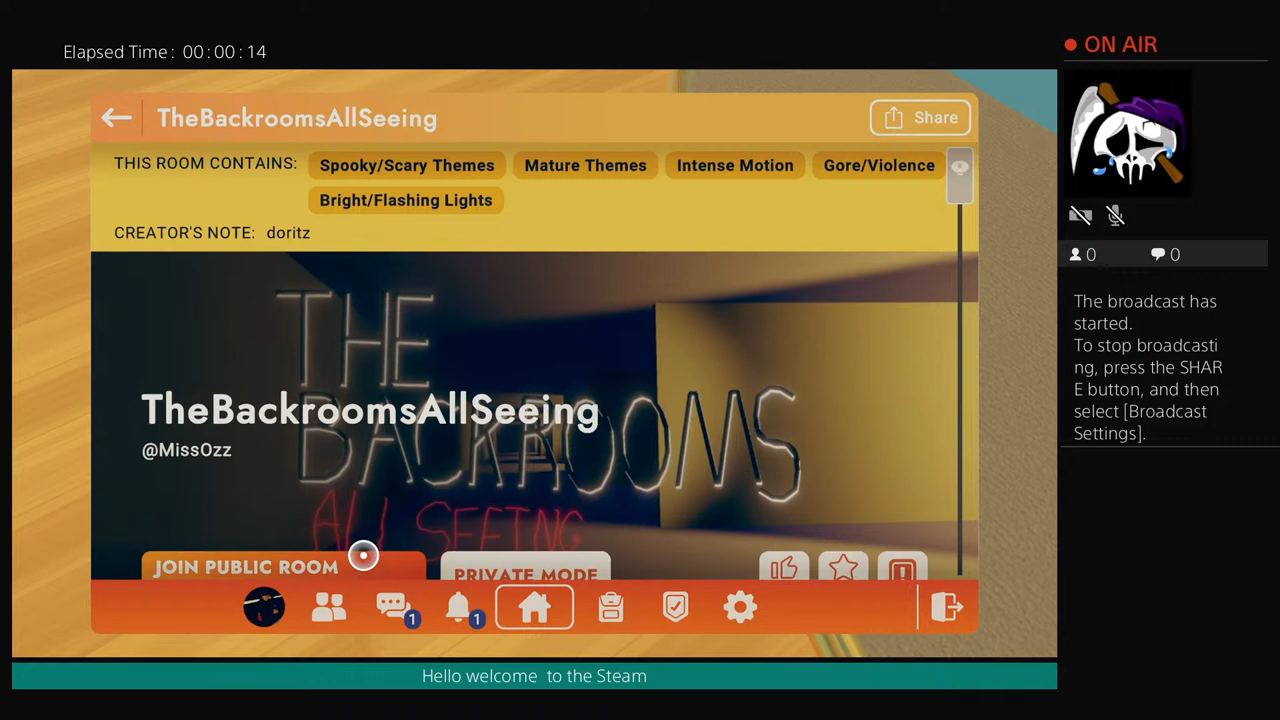 Elapsed Time: 00:00:14
ON AIR
TheBackroomsAllSeeing
Share
THIS ROOM CONTAINS: Spooky/Scary Themes Mature Themes Intense Motion Gore/Violence
Bright/Flashing Lights
CREATOR'S NOTE: doritz
THE
BACKROOMS
ALL SEEING
TheBackroomsAllSeeing
@MissOzz
JOIN PUBLIC ROOM
PRIVATE MODE
1
1
0
0
The broadcast has
started.
To stop broadcasti
ng, press the SHAR
E button, and then
select [Broadcast
Settings].
Hello welcome to the Steam